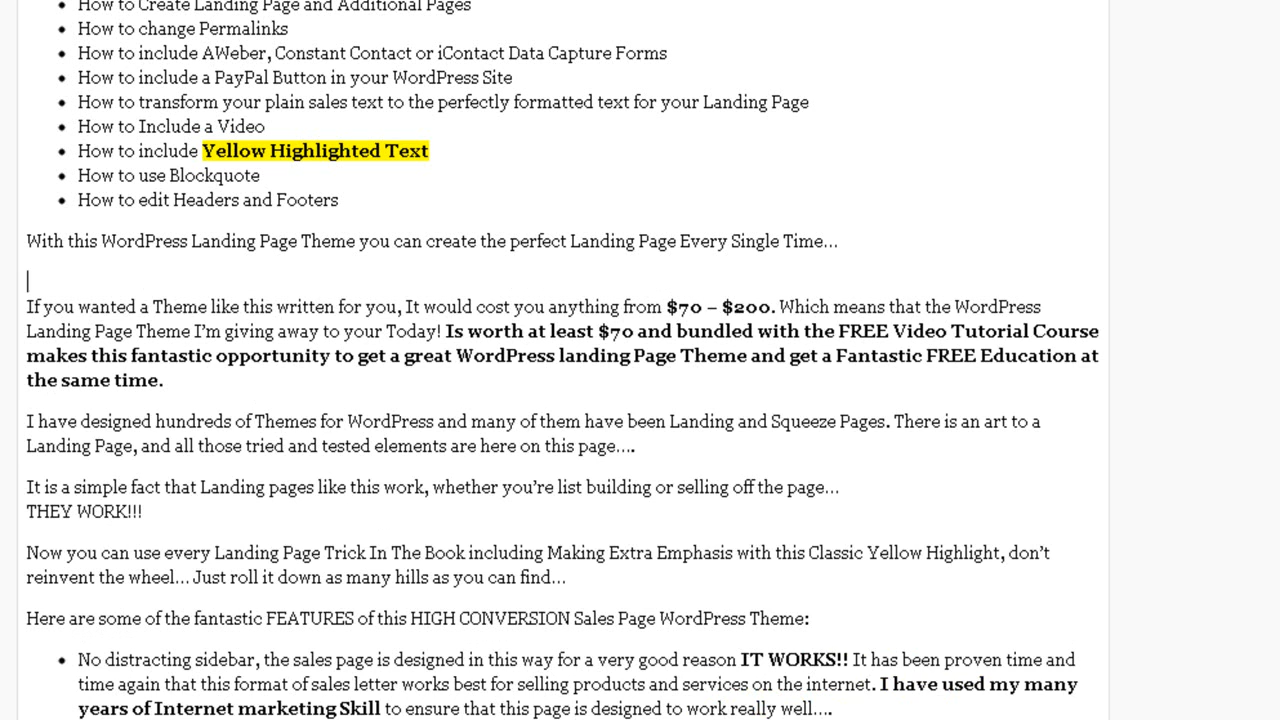 How to Create Landing Page and Additional Pages
How to change Permalinks
How to include AWeber, Constant Contact or iContact Data Capture Forms
How to include a PayPal Button in your WordPress Site
How to transform your plain sales text to the perfectly formatted text for your Landing Page
How to Include a Video
How to include Yellow Highlighted Text
How to use Blockquote
How to edit Headers and Footers
With this WordPress Landing Page Theme you can create the perfect Landing Page Every Single Time…
If you wanted a Theme like this written for you, It would cost you anything from $70 – $200. Which means that the WordPress
Landing Page Theme I’m giving away to your Today! Is worth at least $70 and bundled with the FREE Video Tutorial Course
makes this fantastic opportunity to get a great WordPress landing Page Theme and get a Fantastic FREE Education at
the same time.
I have designed hundreds of Themes for WordPress and many of them have been Landing and Squeeze Pages. There is an art to a
Landing Page, and all those tried and tested elements are here on this page….
It is a simple fact that Landing pages like this work, whether you’re list building or selling off the page…
THEY WORK!!!
Now you can use every Landing Page Trick In The Book including Making Extra Emphasis with this Classic Yellow Highlight, don’t
reinvent the wheel… Just roll it down as many hills as you can find…
Here are some of the fantastic FEATURES of this HIGH CONVERSION Sales Page WordPress Theme:
No distracting sidebar, the sales page is designed in this way for a very good reason IT WORKS!! It has been proven time and
time again that this format of sales letter works best for selling products and services on the internet. I have used my many
years of Internet marketing Skill to ensure that this page is designed to work really well….